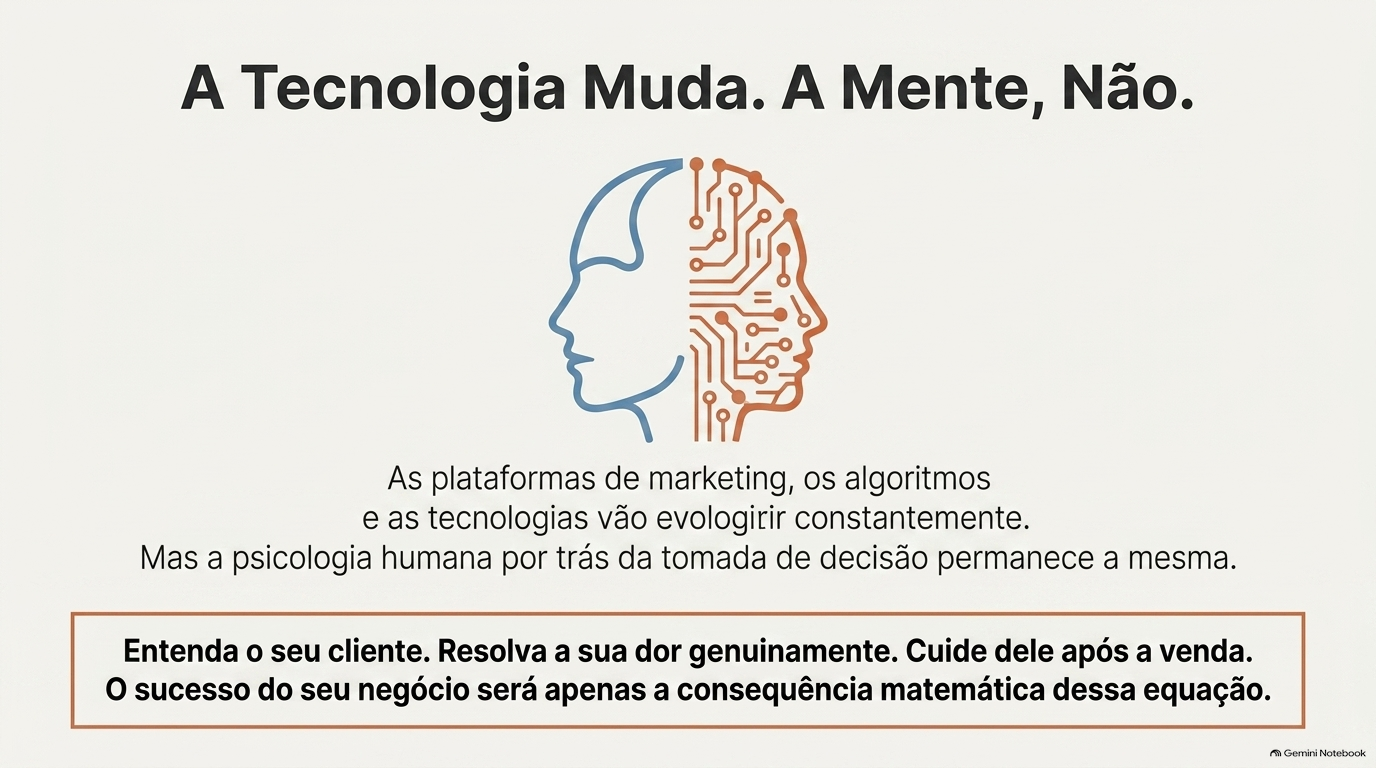 A Tecnologia Muda. A Mente, Não.
As plataformas de marketing, os algoritmos
e as tecnologias vão evologirir constantemente.
Mas a psicologia humana por trás da tomada de decisão permanece a mesma.
Entenda o seu cliente. Resolva a sua dor genuinamente. Cuide dele após a venda.
O sucesso do seu negócio será apenas a consequência matemática dessa equação.
Gemini Notebook